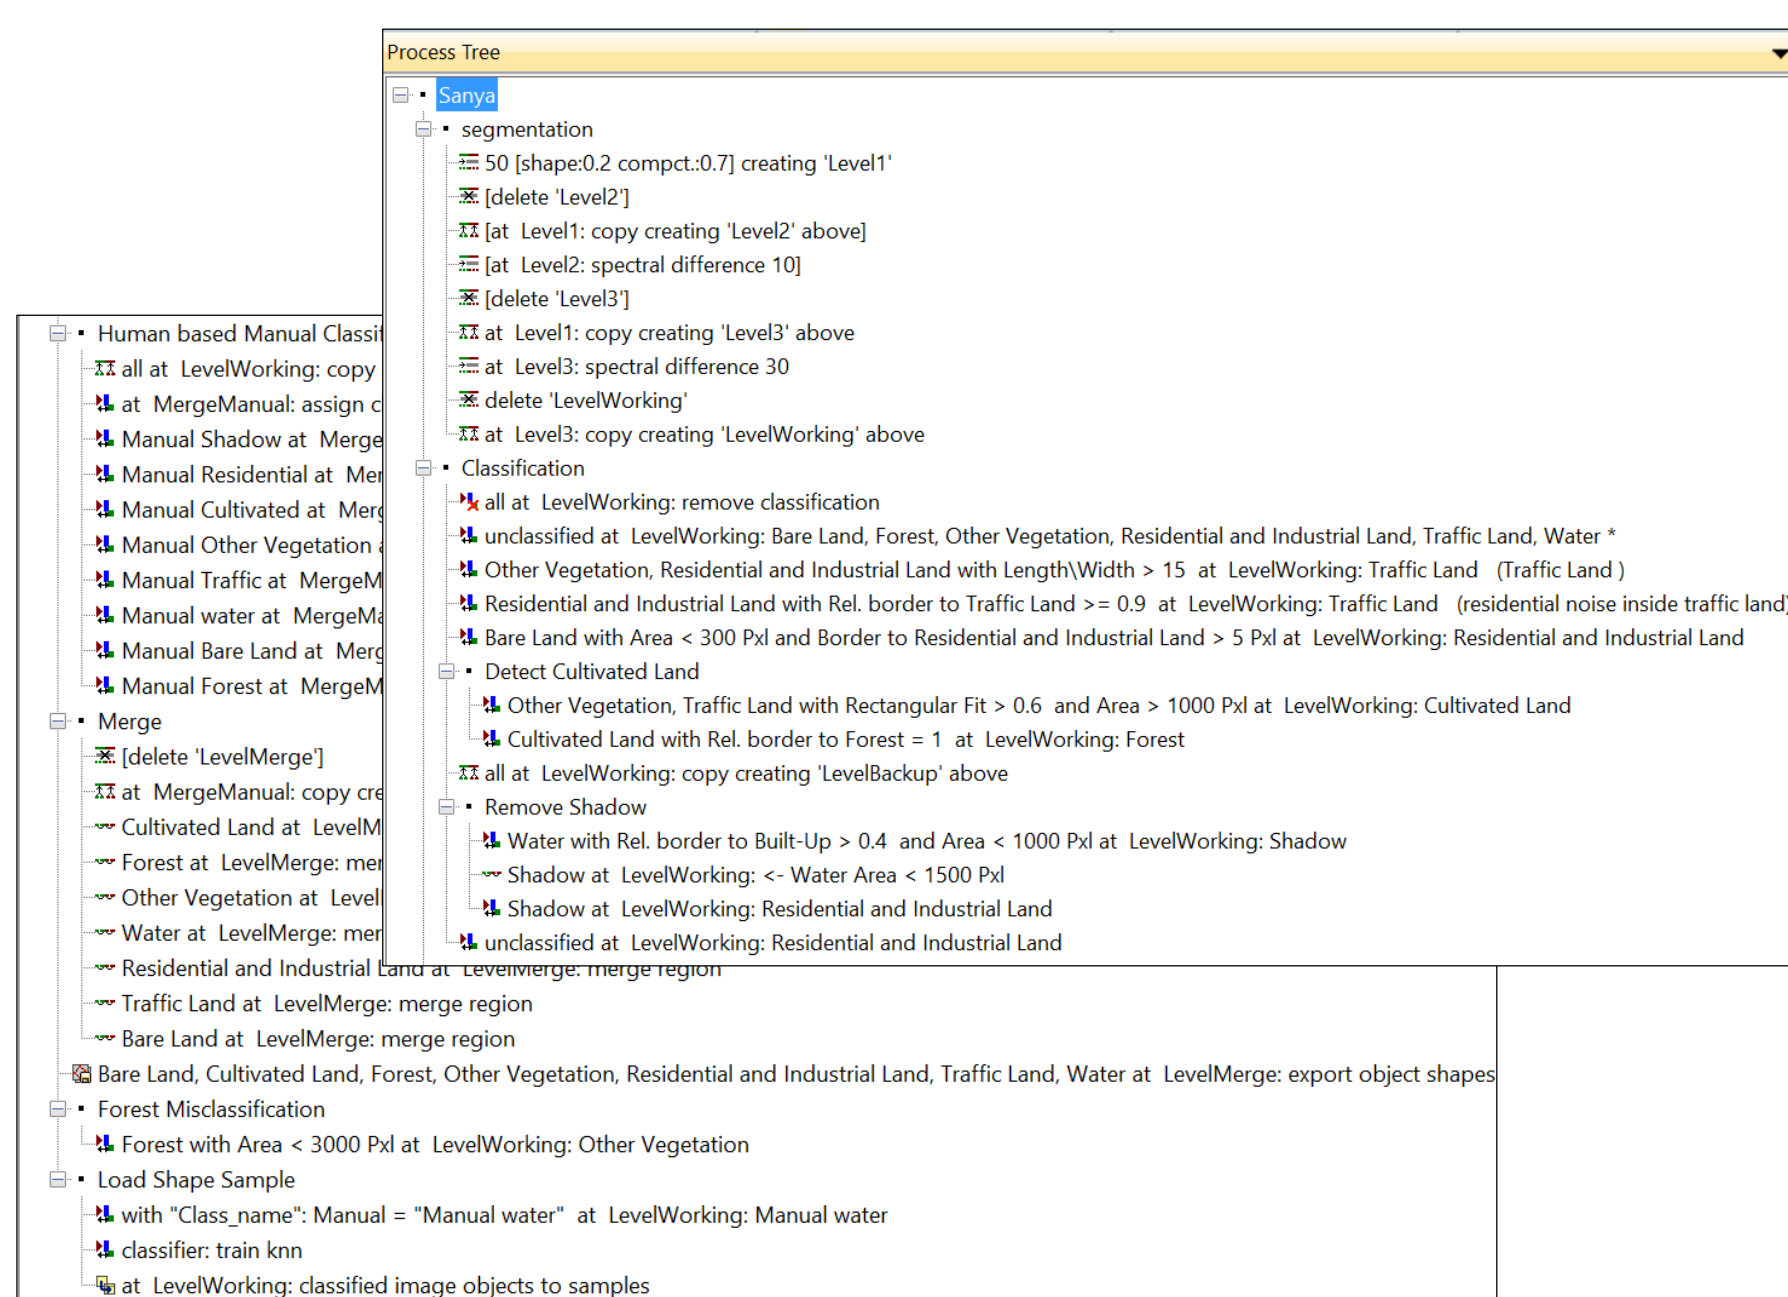 Process Tree
Sanya
segmentation
50 [shape:0.2 compct.:0.7] creating 'Level1'
[delete 'Level2']
[at Level1: copy creating 'Level2' above]
[at Level2: spectral difference 10]
[delete 'Level3']
at Level1: copy creating 'Level3' above
at Level3: spectral difference 30
delete 'LevelWorking'
at Level3: copy creating 'LevelWorking' above
Classification
all at LevelWorking: remove classification
unclassified at LevelWorking: Bare Land, Forest, Other Vegetation, Residential and Industrial Land, Traffic Land, Water *
Other Vegetation, Residential and Industrial Land with Length\Width > 15 at LevelWorking: Traffic Land (Traffic Land )
Residential and Industrial Land with Rel. border to Traffic Land >= 0.9 at LevelWorking: Traffic Land (residential noise inside traffic land)
Bare Land with Area < 300 Pxl and Border to Residential and Industrial Land > 5 Pxl at LevelWorking: Residential and Industrial Land
Detect Cultivated Land
Other Vegetation, Traffic Land with Rectangular Fit > 0.6 and Area > 1000 Pxl at LevelWorking: Cultivated Land
Cultivated Land with Rel. border to Forest = 1 at LevelWorking: Forest
all at LevelWorking: copy creating 'LevelBackup' above
Remove Shadow
Water with Rel. border to Built-Up > 0.4 and Area < 1000 Pxl at LevelWorking: Shadow
Shadow at LevelWorking: <- Water Area < 1500 Pxl
Shadow at LevelWorking: Residential and Industrial Land
unclassified at LevelWorking: Residential and Industrial Land
Human based Manual Classif
all at LevelWorking: copy
at MergeManual: assign c
Manual Shadow at Merge
Manual Residential at Mer
Manual Cultivated at Merg
Manual Other Vegetation a
Manual Traffic at MergeM
Manual water at MergeMa
Manual Bare Land at Merg
Manual Forest at MergeM
Merge
[delete 'LevelMerge']
at MergeManual: copy cre
Cultivated Land at LevelM
Forest at LevelMerge: mer
Other Vegetation at Level
Water at LevelMerge: mer
Residential and Industrial Land at LevelMerge: merge region
Traffic Land at LevelMerge: merge region
Bare Land at LevelMerge: merge region
Bare Land, Cultivated Land, Forest, Other Vegetation, Residential and Industrial Land, Traffic Land, Water at LevelMerge: export object shapes
Forest Misclassification
Forest with Area < 3000 Pxl at LevelWorking: Other Vegetation
Load Shape Sample
with "Class_name": Manual = "Manual water" at LevelWorking: Manual water
classifier: train knn
at LevelWorking: classified image objects to samples